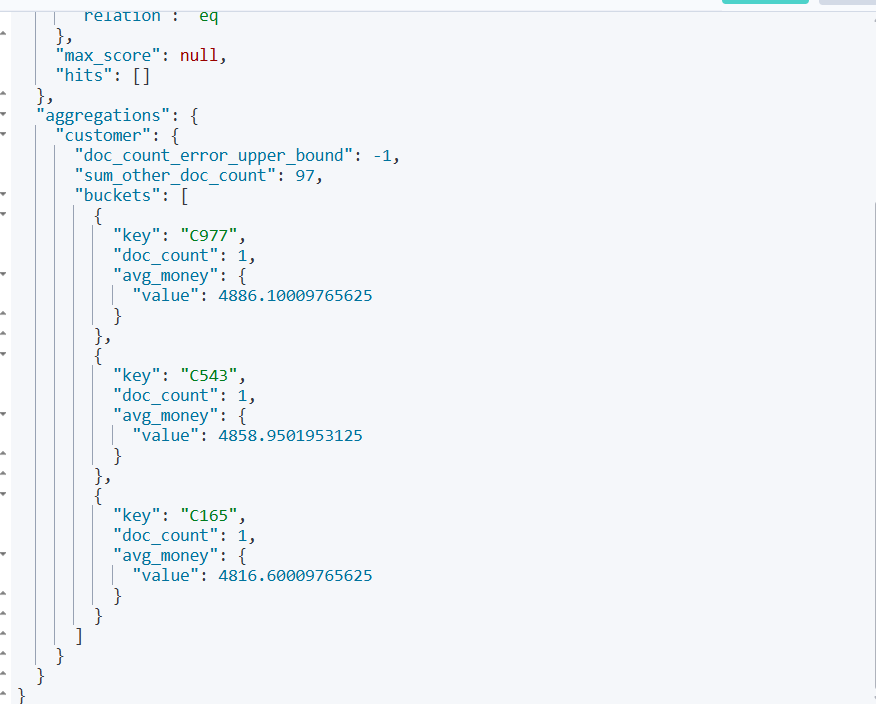 relation : eq
},
"max_score": null,
"hits": []
},
"aggregations": {
"customer": {
"doc_count_error_upper_bound": -1,
"sum_other_doc_count": 97,
"buckets": [
{
"key": "C977",
"doc_count": 1,
"avg_money": {
"value": 4886.10009765625
}
},
{
"key": "C543",
"doc_count": 1,
"avg_money": {
"value": 4858.9501953125
}
},
{
"key": "C165",
"doc_count": 1,
"avg_money": {
"value": 4816.60009765625
}
}
]
}
}
}